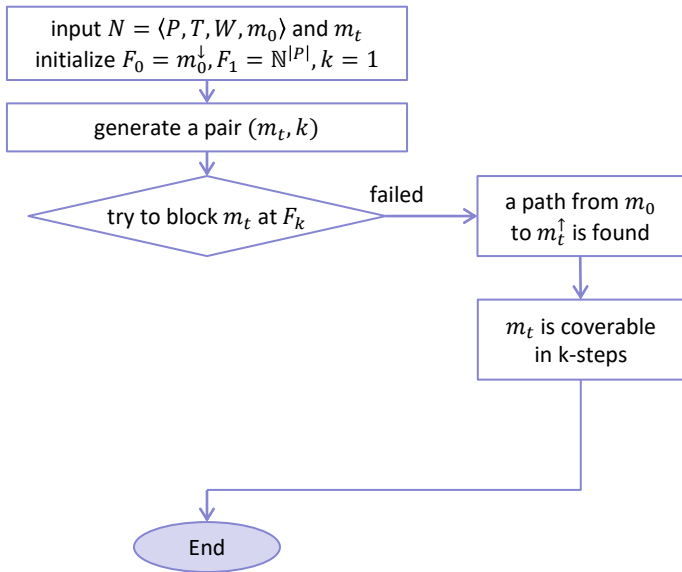 input N = ⟨P, T, W, m₀⟩ and mₜ
initialize F₀ = m₀↓, F₁ = ℕ^|P|, k = 1
generate a pair (mₜ, k)
try to block mₜ at Fₖ
failed
a path from m₀
to mₜ↑ is found
mₜ is coverable
in k-steps
End